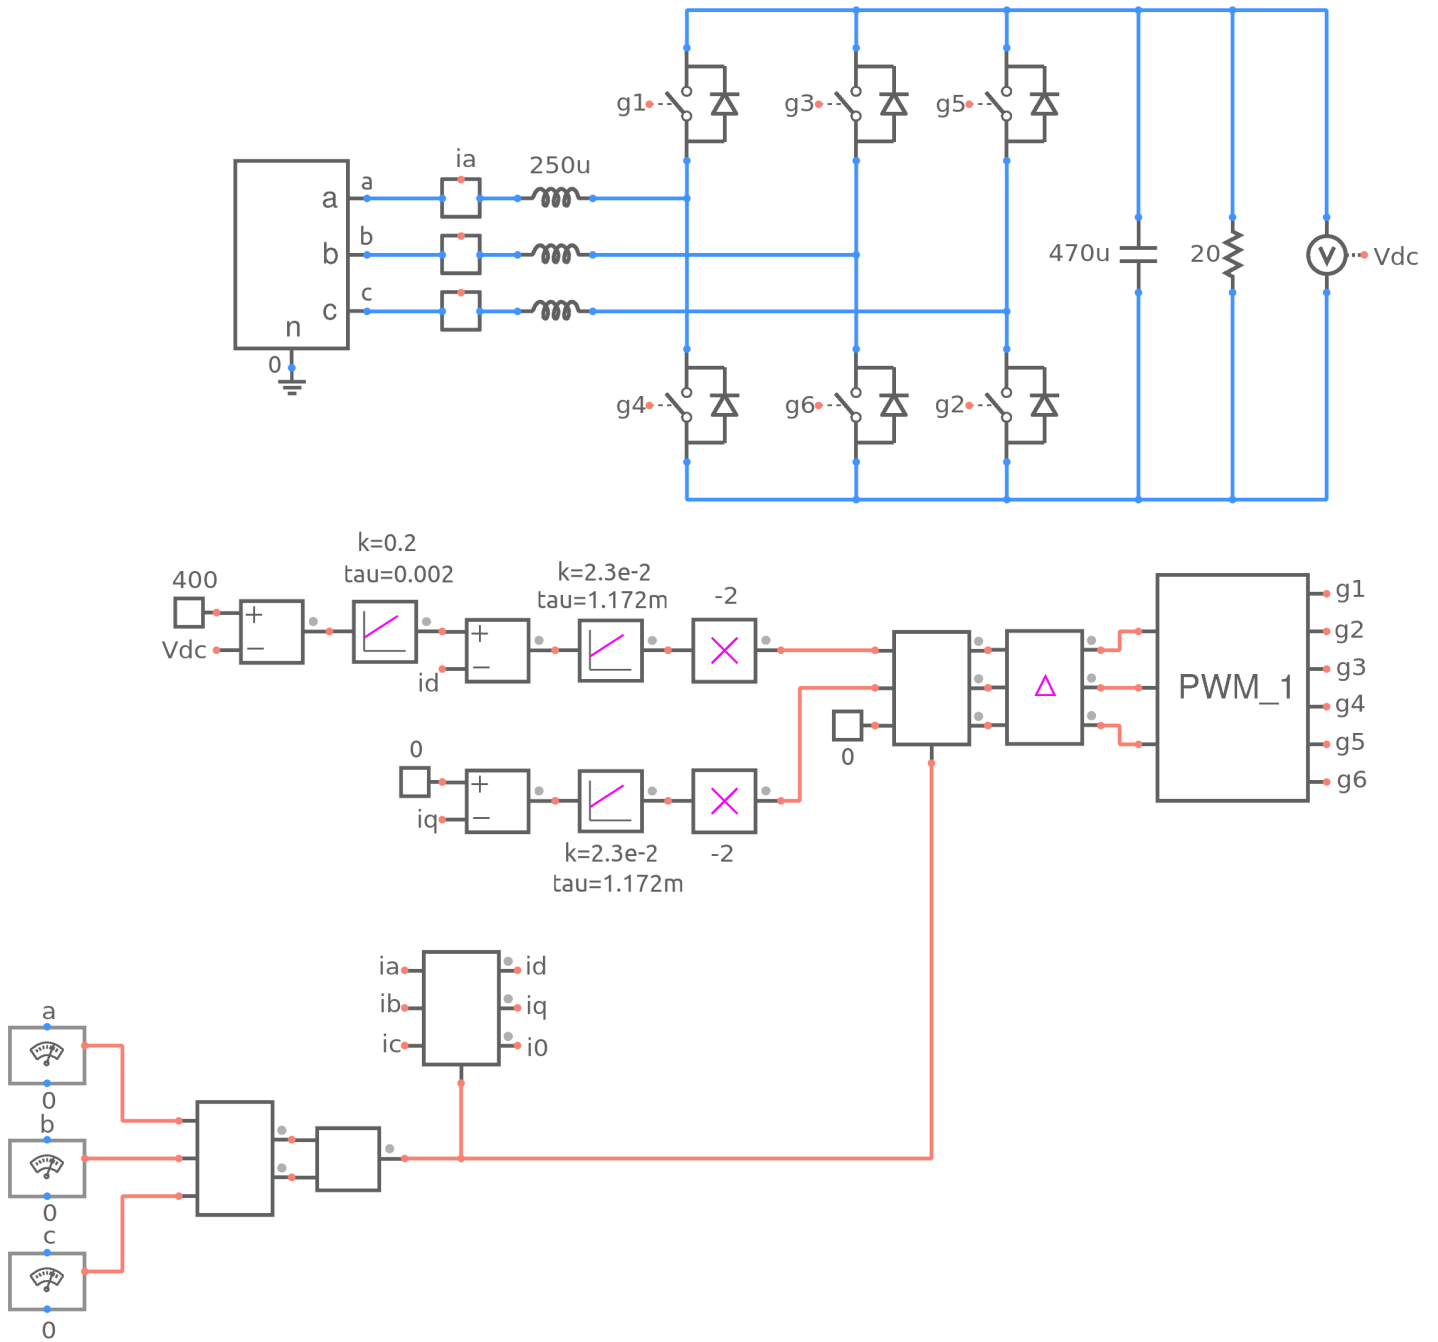 g1
g3
g5
ia
250u
a
a
b
b
c
c
n
0
470u
20
V
Vdc
g4
g6
g2
k=0.2
tau=0.002
k=2.3e-2
tau=1.172m
400
-2
+
−
Vdc
+
−
id
g1
g2
g3
PWM_1
g4
g5
g6
0
0
+
−
iq
k=2.3e-2
tau=1.172m
-2
ia
id
ib
iq
ic
i0
a
0
b
0
c
0